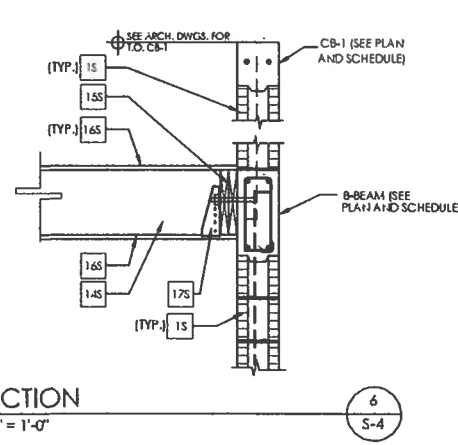 SEE ARCH. DWGS. FOR
T.O. CB-1
CB-1 (SEE PLAN
AND SCHEDULE)
(TYP.) 1S
15S
(TYP.) 16S
B-BEAM (SEE
PLAN AND SCHEDULE
16S
14S
17S
(TYP.) 1S
CTION
" = 1'-0"
6
S-4